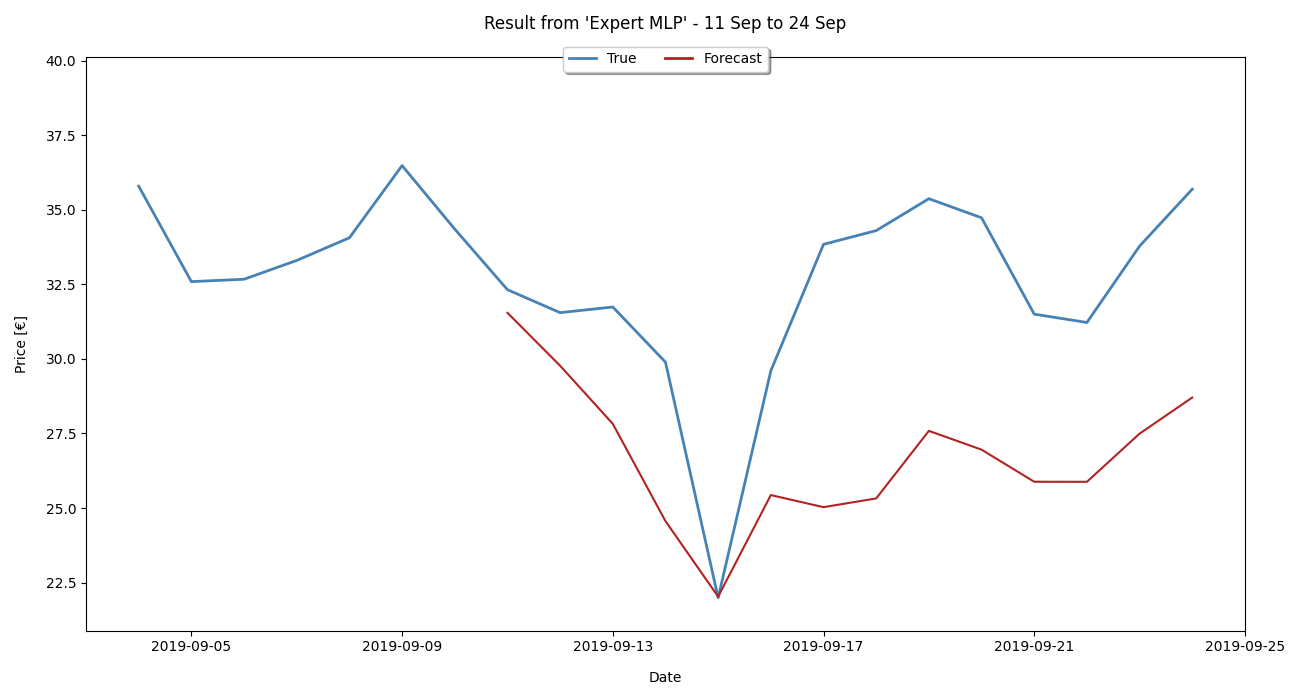 Result from 'Expert MLP' - 11 Sep to 24 Sep
True Forecast
40.0
37.5
35.0
32.5
30.0
27.5
25.0
22.5
Price [€]
2019-09-05 2019-09-09 2019-09-13 2019-09-17 2019-09-21 2019-09-25
Date